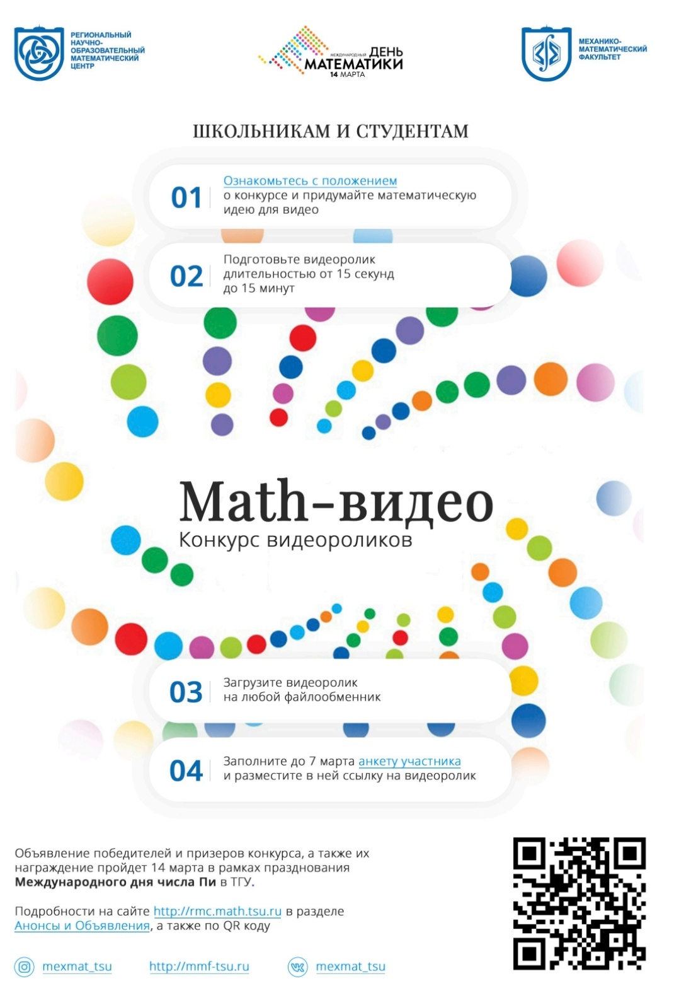 РЕГИОНАЛЬНЫЙ
НАУЧНО-
ОБРАЗОВАТЕЛЬНЫЙ
МАТЕМАТИЧЕСКИЙ
ЦЕНТР
МЕЖДУНАРОДНЫЙ ДЕНЬ
МАТЕМАТИКИ
14 МАРТА
МЕХАНИКО-
МАТЕМАТИЧЕСКИЙ
ФАКУЛЬТЕТ
ШКОЛЬНИКАМ И СТУДЕНТАМ
01
Ознакомьтесь с положением
о конкурсе и придумайте математическую
идею для видео
02
Подготовьте видеоролик
длительностью от 15 секунд
до 15 минут
Math-видео
Конкурс видеороликов
03
Загрузите видеоролик
на любой файлообменник
04
Заполните до 7 марта анкету участника
и разместите в ней ссылку на видеоролик
Объявление победителей и призеров конкурса, а также их
награждение пройдет 14 марта в рамках празднования
Международного дня числа Пи в ТГУ.
Подробности на сайте http://rmc.math.tsu.ru в разделе
Анонсы и Объявления, а также по QR коду
mexmat_tsu http://mmf-tsu.ru mexmat_tsu